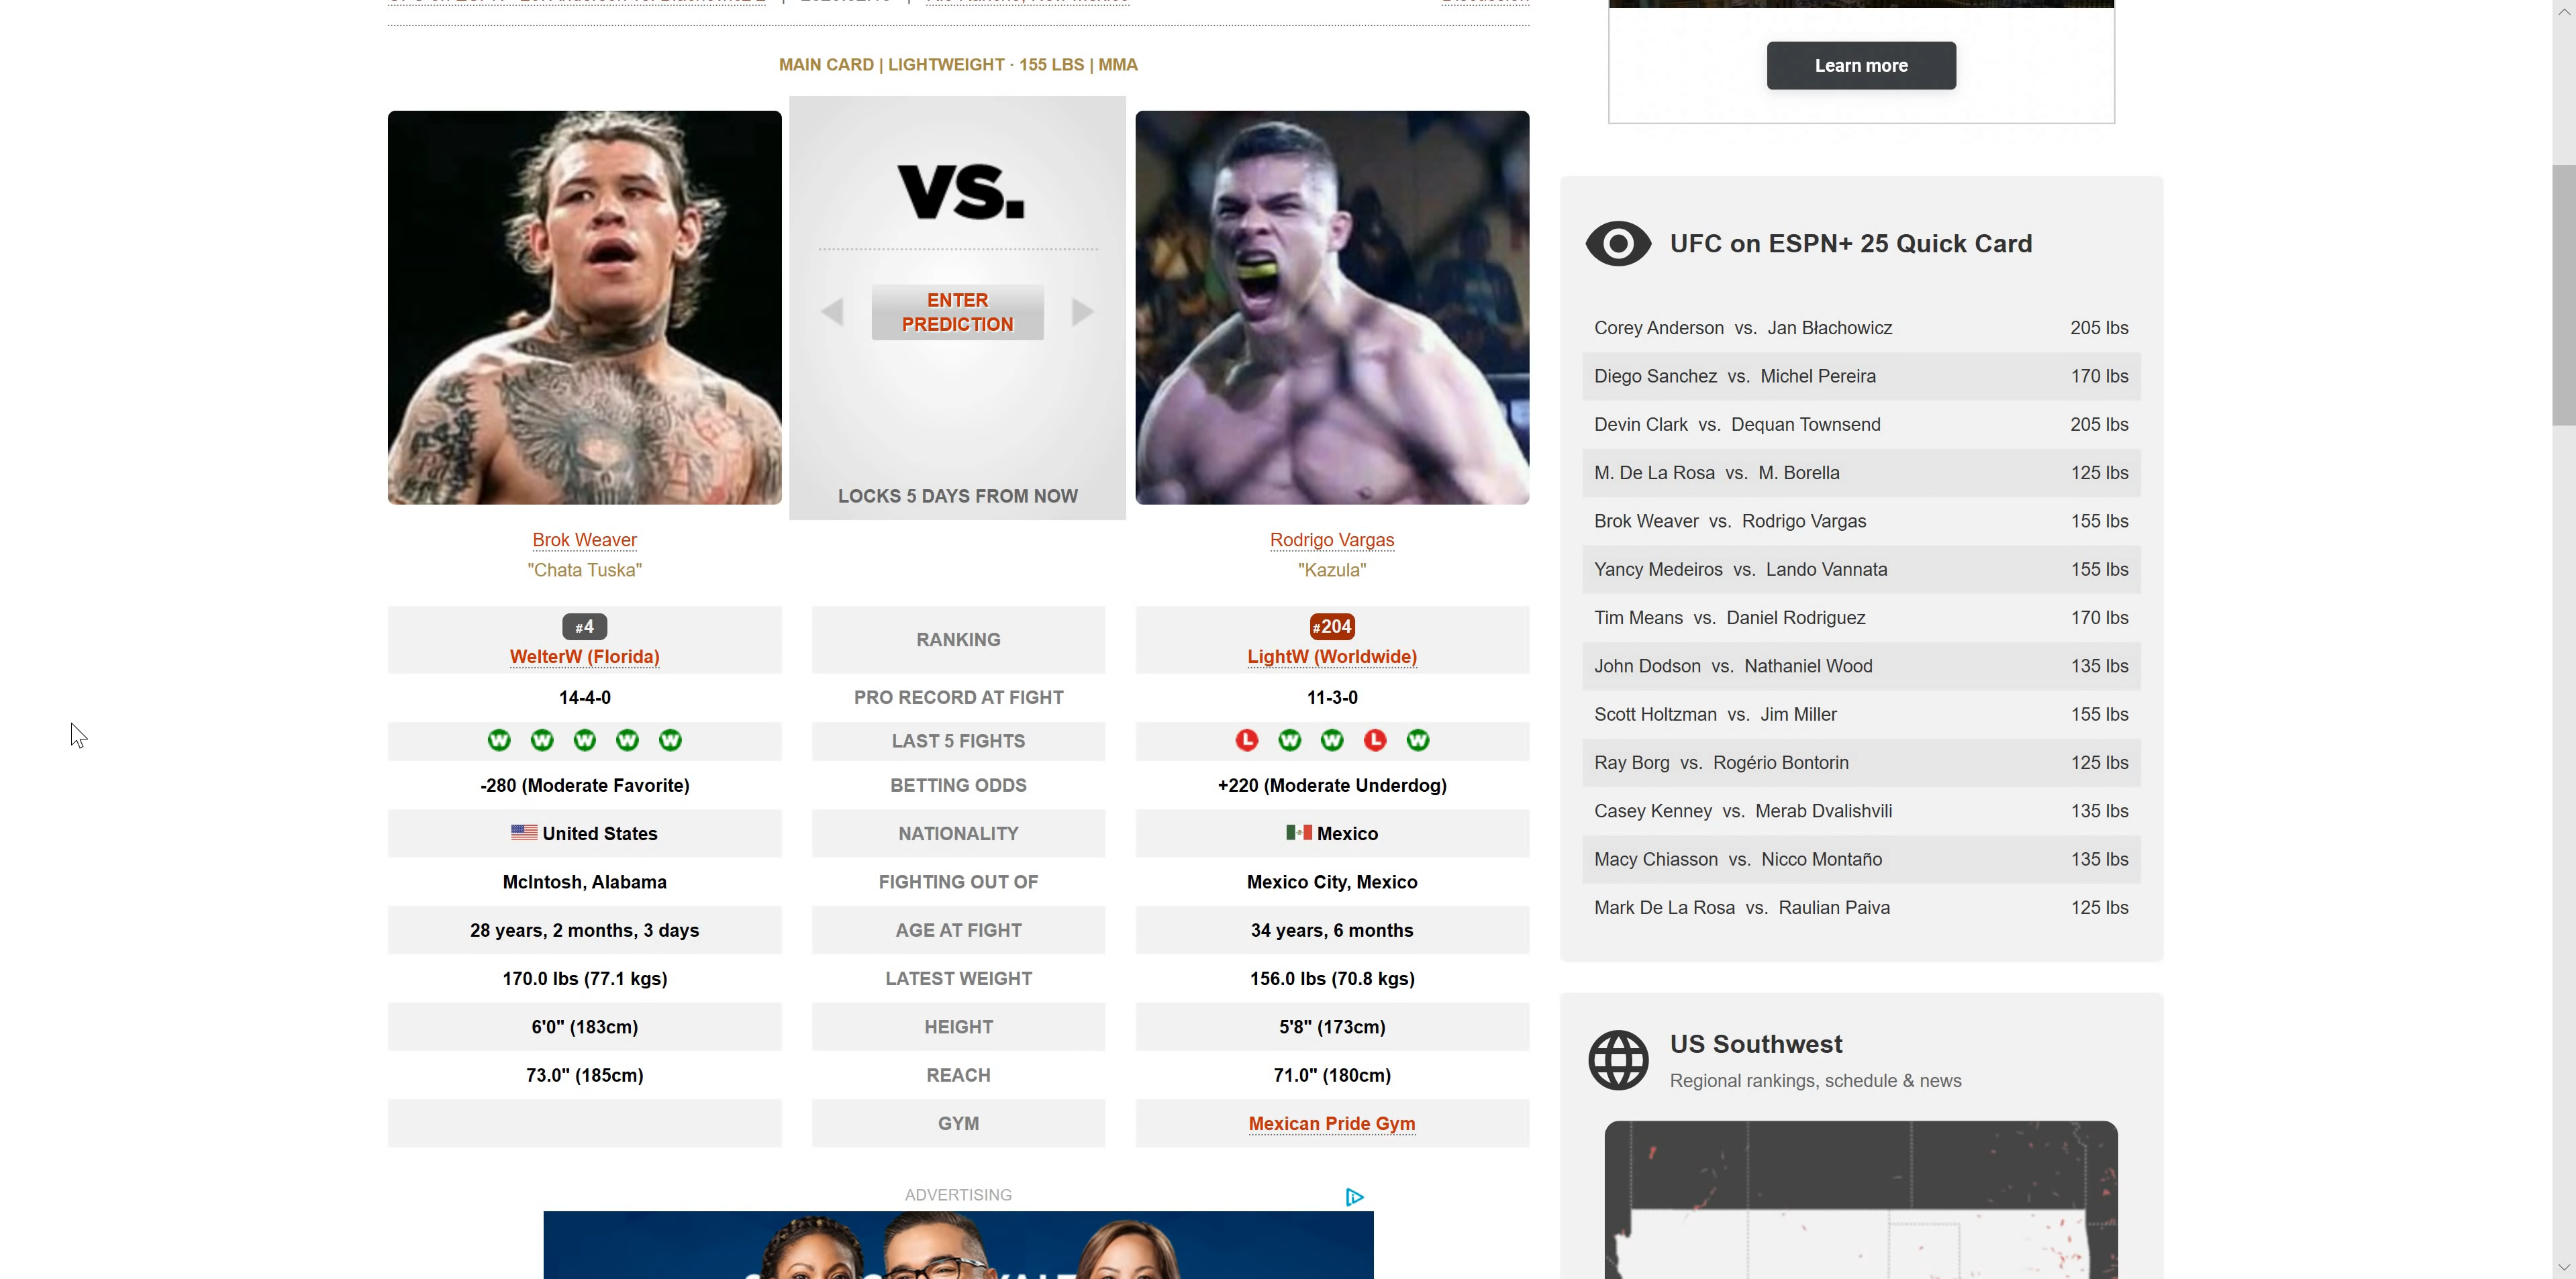 MAIN CARD | LIGHTWEIGHT · 155 LBS | MMA
VS.
ENTER
PREDICTION
LOCKS 5 DAYS FROM NOW
Brok Weaver
"Chata Tuska"
Rodrigo Vargas
"Kazula"
#4
WelterW (Florida)
RANKING
#204
LightW (Worldwide)
14-4-0
PRO RECORD AT FIGHT
11-3-0
W W W W W
LAST 5 FIGHTS
L W W L W
-280 (Moderate Favorite)
BETTING ODDS
+220 (Moderate Underdog)
United States
NATIONALITY
Mexico
McIntosh, Alabama
FIGHTING OUT OF
Mexico City, Mexico
28 years, 2 months, 3 days
AGE AT FIGHT
34 years, 6 months
170.0 lbs (77.1 kgs)
LATEST WEIGHT
156.0 lbs (70.8 kgs)
6'0" (183cm)
HEIGHT
5'8" (173cm)
73.0" (185cm)
REACH
71.0" (180cm)
GYM
Mexican Pride Gym
ADVERTISING
Learn more
UFC on ESPN+ 25 Quick Card
Corey Anderson vs. Jan Błachowicz 205 lbs
Diego Sanchez vs. Michel Pereira 170 lbs
Devin Clark vs. Dequan Townsend 205 lbs
M. De La Rosa vs. M. Borella 125 lbs
Brok Weaver vs. Rodrigo Vargas 155 lbs
Yancy Medeiros vs. Lando Vannata 155 lbs
Tim Means vs. Daniel Rodriguez 170 lbs
John Dodson vs. Nathaniel Wood 135 lbs
Scott Holtzman vs. Jim Miller 155 lbs
Ray Borg vs. Rogério Bontorin 125 lbs
Casey Kenney vs. Merab Dvalishvili 135 lbs
Macy Chiasson vs. Nicco Montaño 135 lbs
Mark De La Rosa vs. Raulian Paiva 125 lbs
US Southwest
Regional rankings, schedule & news